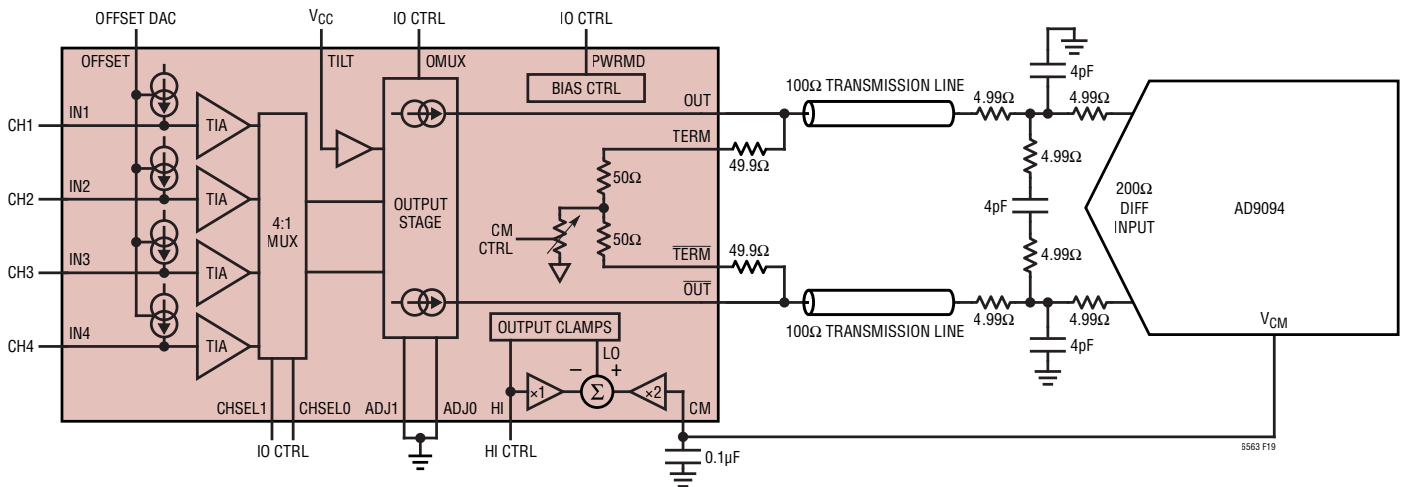 OFFSET DAC
VCC
IO CTRL
IO CTRL
OFFSET
TILT
OMUX
PWRMD
BIAS CTRL
4pF
100Ω TRANSMISSION LINE
4.99Ω
4.99Ω
OUT
CH1
IN1
TIA
TERM
49.9Ω
4.99Ω
50Ω
CH2
IN2
TIA
4:1
MUX
OUTPUT
STAGE
200Ω
DIFF
INPUT
AD9094
4pF
CM
CTRL
50Ω
CH3
IN3
TIA
TERM
49.9Ω
4.99Ω
OUT
4.99Ω
4.99Ω
100Ω TRANSMISSION LINE
VCM
OUTPUT CLAMPS
CH4
IN4
TIA
4pF
LO
− +
×1
Σ
×2
CHSEL1
CHSEL0
ADJ1
ADJ0
HI
CM
IO CTRL
HI CTRL
0.1µF
6563 F19